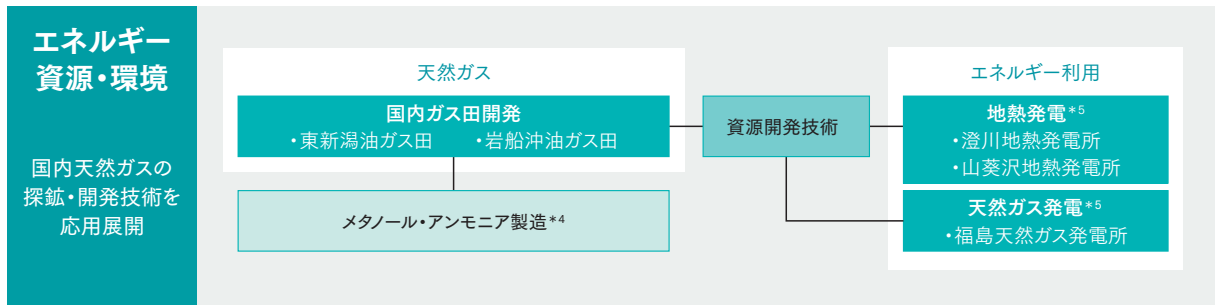 エネルギー
資源・環境
国内天然ガスの
探鉱・開発技術を
応用展開
天然ガス
国内ガス田開発
・東新潟油ガス田 ・岩船沖油ガス田
メタノール・アンモニア製造*4
資源開発技術
エネルギー利用
地熱発電*5
・澄川地熱発電所
・山葵沢地熱発電所
天然ガス発電*5
・福島天然ガス発電所